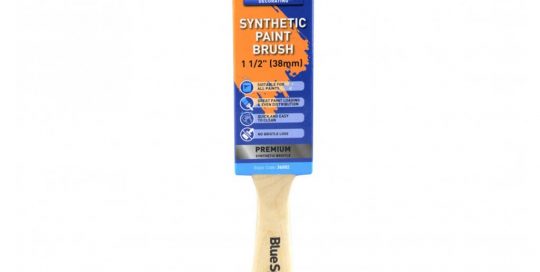 DECORATING
SYNTHETIC
PAINT
BRUSH
1 1/2" (38mm)
SUITABLE FOR
ALL PAINTS
GREAT PAINT LOADING
& EVEN DISTRIBUTION
QUICK AND EASY
TO CLEAN
NO BRISTLE LOSS
PREMIUM
SYNTHETIC BRISTLE
BlueS